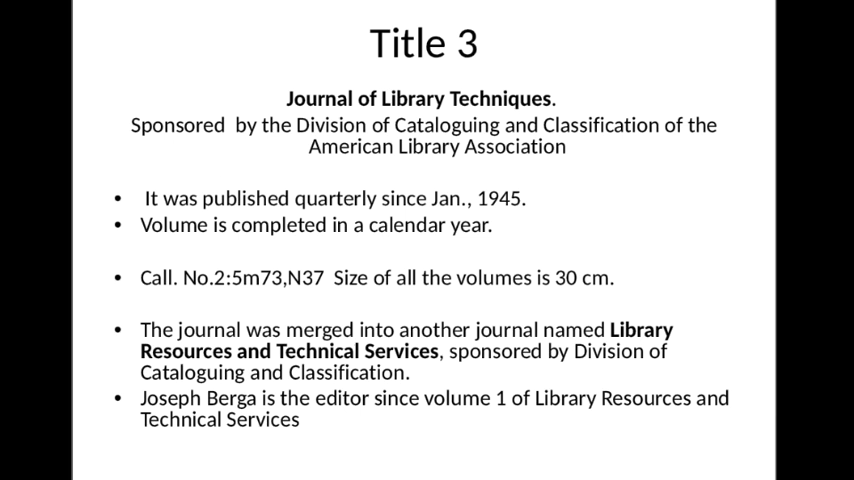 Title 3
Journal of Library Techniques.
Sponsored by the Division of Cataloguing and Classification of the
American Library Association
• It was published quarterly since Jan., 1945.
• Volume is completed in a calendar year.
• Call. No.2:5m73,N37 Size of all the volumes is 30 cm.
• The journal was merged into another journal named Library
Resources and Technical Services, sponsored by Division of
Cataloguing and Classification.
• Joseph Berga is the editor since volume 1 of Library Resources and
Technical Services